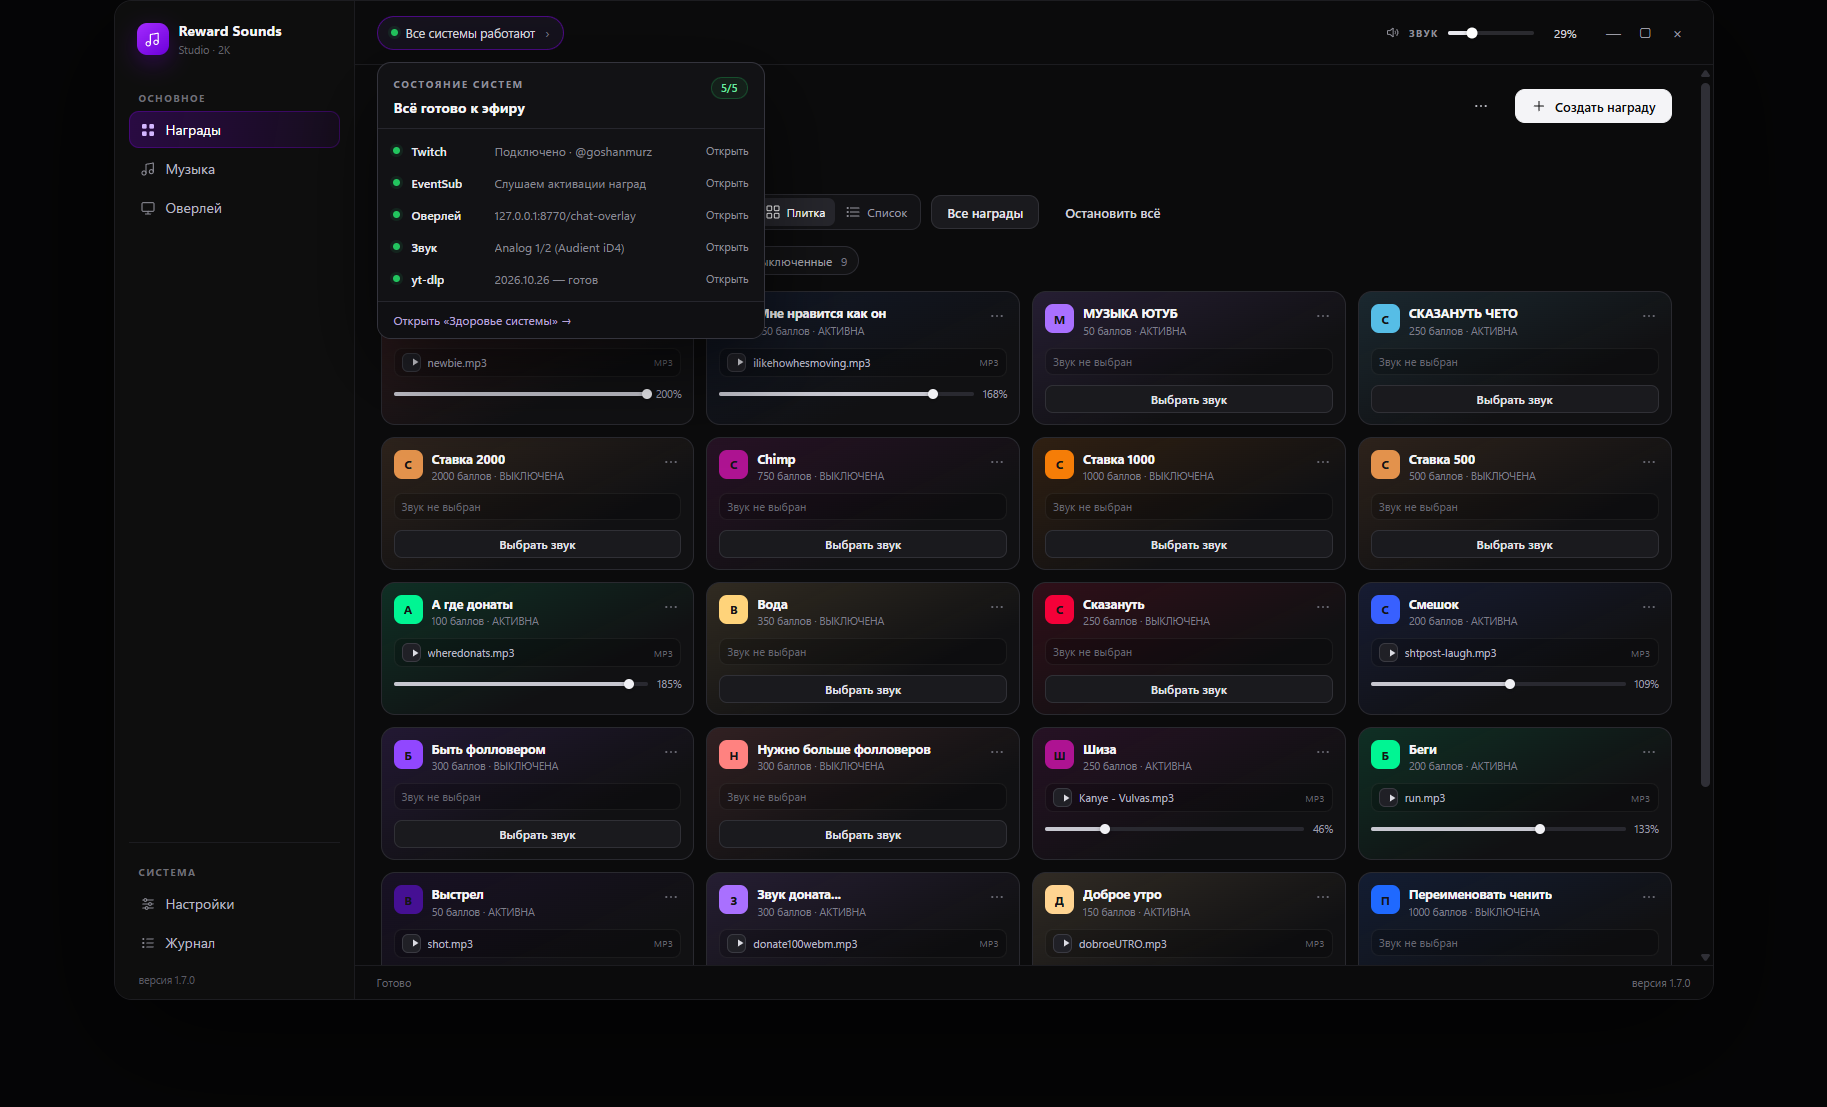 Reward Sounds
Studio · 2K
ОСНОВНОЕ
Награды
Музыка
Оверлей
СИСТЕМА
Настройки
Журнал
версия 1.7.0
Все системы работают ›
ЗВУК
29%
СОСТОЯНИЕ СИСТЕМ
5/5
Всё готово к эфиру
Twitch Подключено · @goshanmurz Открыть
EventSub Слушаем активации наград Открыть
Оверлей 127.0.0.1:8770/chat-overlay Открыть
Звук Analog 1/2 (Audient iD4) Открыть
yt-dlp 2026.10.26 — готов Открыть
Открыть «Здоровье системы» →
+ Создать награду
Плитка
Список
Все награды
Остановить всё
ключенные 9
newbie.mp3 MP3
200%
Мне нравится как он
50 баллов · АКТИВНА
ilikehowhesmoving.mp3 MP3
168%
М
МУЗЫКА ЮТУБ
50 баллов · АКТИВНА
Звук не выбран
Выбрать звук
С
СКАЗАНУТЬ ЧЕТО
250 баллов · АКТИВНА
Звук не выбран
Выбрать звук
С
Ставка 2000
2000 баллов · ВЫКЛЮЧЕНА
Звук не выбран
Выбрать звук
C
Chimp
750 баллов · ВЫКЛЮЧЕНА
Звук не выбран
Выбрать звук
С
Ставка 1000
1000 баллов · ВЫКЛЮЧЕНА
Звук не выбран
Выбрать звук
С
Ставка 500
500 баллов · ВЫКЛЮЧЕНА
Звук не выбран
Выбрать звук
А
А где донаты
100 баллов · АКТИВНА
wheredonats.mp3 MP3
185%
В
Вода
350 баллов · ВЫКЛЮЧЕНА
Звук не выбран
Выбрать звук
С
Сказануть
250 баллов · ВЫКЛЮЧЕНА
Звук не выбран
Выбрать звук
С
Смешок
200 баллов · АКТИВНА
shtpost-laugh.mp3 MP3
109%
Б
Быть фолловером
300 баллов · ВЫКЛЮЧЕНА
Звук не выбран
Выбрать звук
Н
Нужно больше фолловеров
300 баллов · ВЫКЛЮЧЕНА
Звук не выбран
Выбрать звук
Ш
Шиза
250 баллов · АКТИВНА
Kanye - Vulvas.mp3 MP3
46%
Б
Беги
200 баллов · АКТИВНА
run.mp3 MP3
133%
В
Выстрел
50 баллов · АКТИВНА
shot.mp3 MP3
З
Звук доната...
300 баллов · АКТИВНА
donate100webm.mp3 MP3
Д
Доброе утро
150 баллов · АКТИВНА
dobroeUTRO.mp3 MP3
П
Переименовать ченить
1000 баллов · ВЫКЛЮЧЕНА
Звук не выбран
Готово
версия 1.7.0